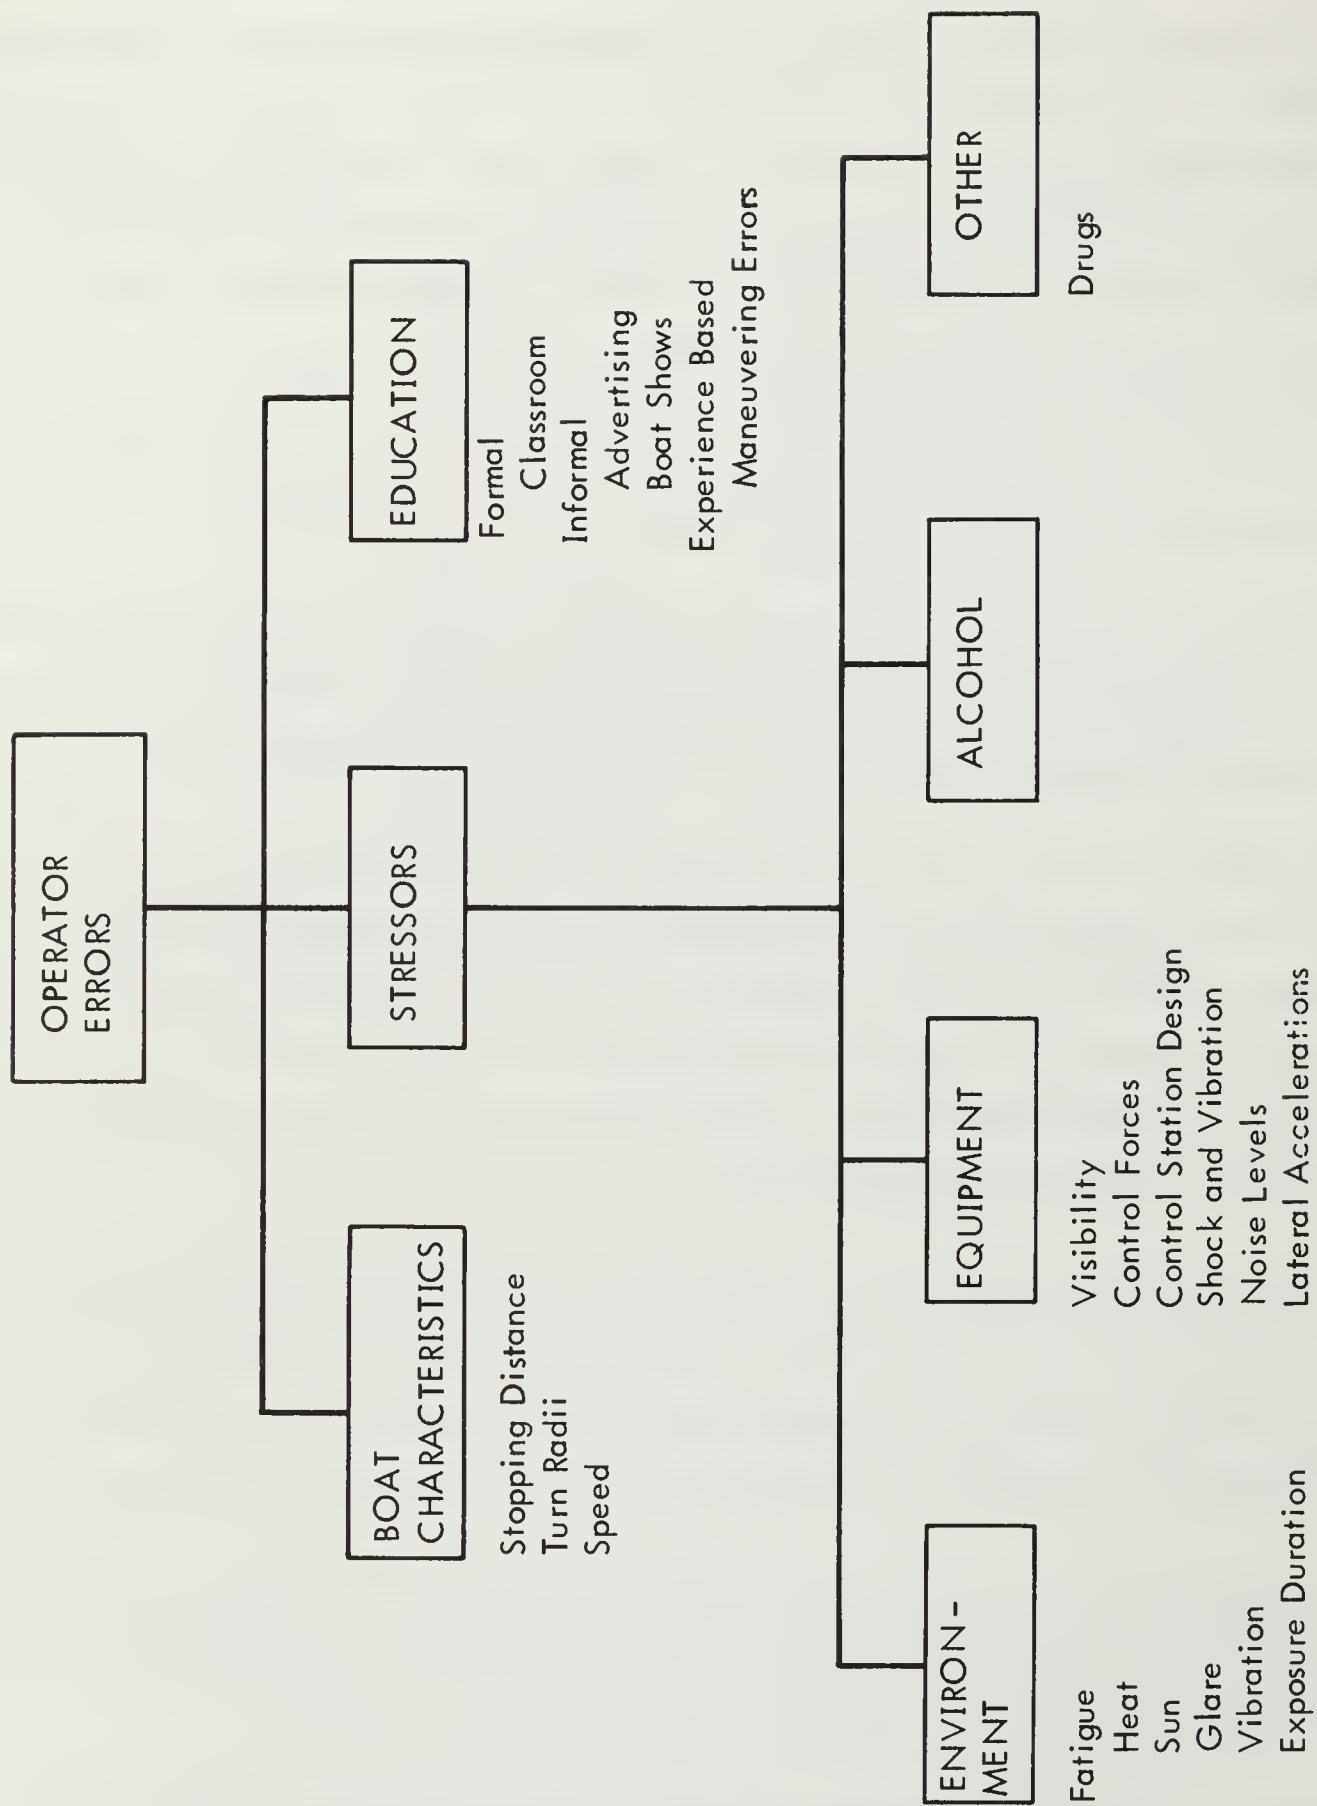 OPERATOR
ERRORS
BOAT
CHARACTERISTICS
Stopping Distance
Turn Radii
Speed
STRESSORS
EDUCATION
Formal
Classroom
Informal
Advertising
Boat Shows
Experience Based
Maneuvering Errors
ENVIRON-
MENT
Fatigue
Heat
Sun
Glare
Vibration
Exposure Duration
EQUIPMENT
Visibility
Control Forces
Control Station Design
Shock and Vibration
Noise Levels
Lateral Accelerations
ALCOHOL
OTHER
Drugs